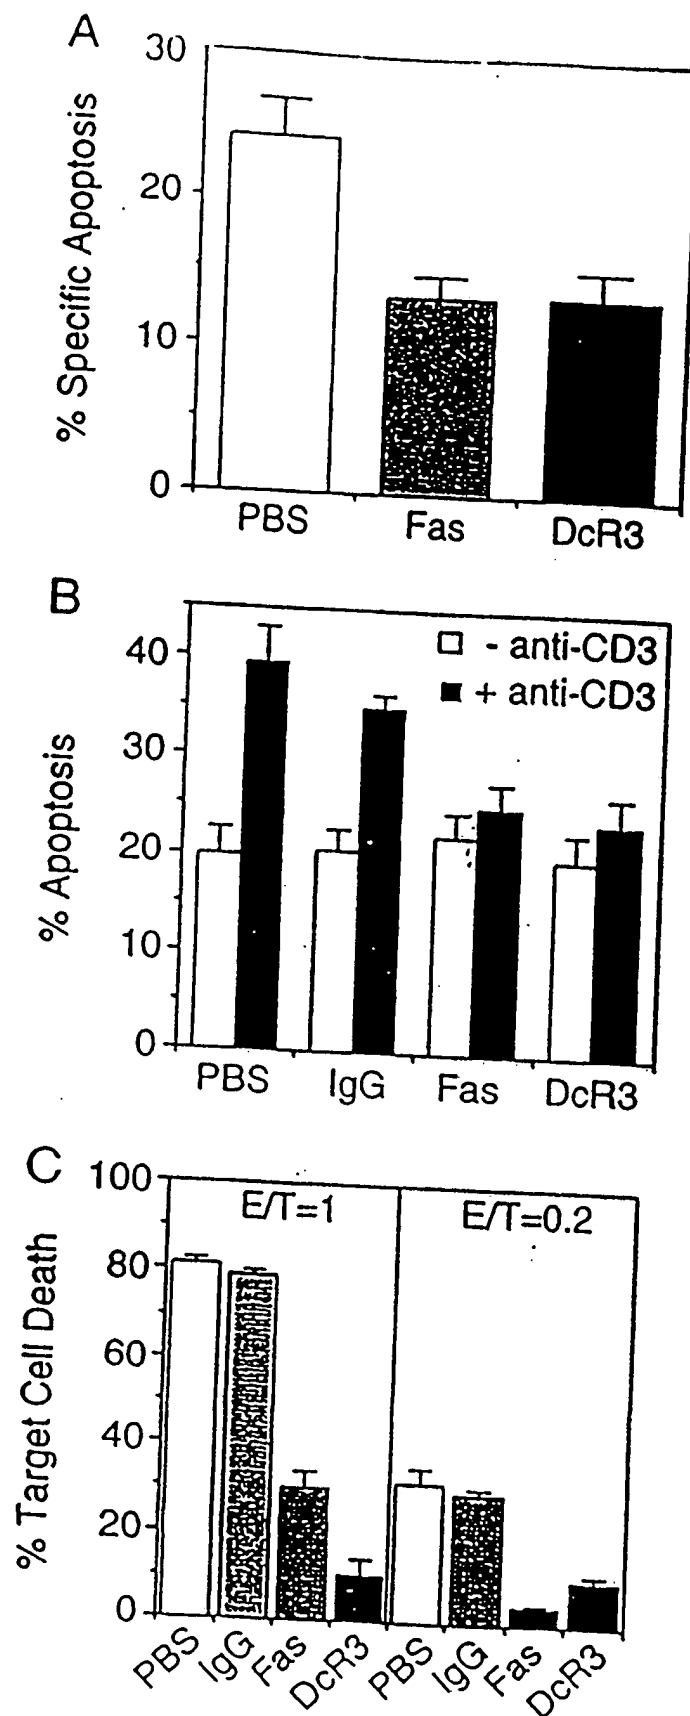 A
30
20
10
0
% Specific Apoptosis
PBS Fas DcR3
B
- anti-CD3
+ anti-CD3
40
30
20
10
0
% Apoptosis
PBS IgG Fas DcR3
C
E/T=1 E/T=0.2
100
80
60
40
20
0
% Target Cell Death
PBS IgG Fas DcR3 PBS IgG Fas DcR3